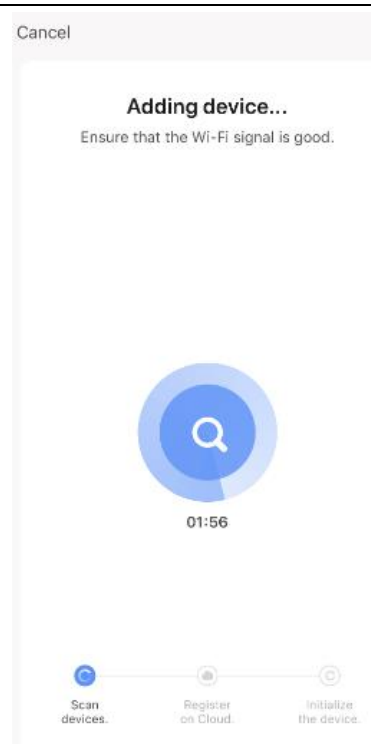 Cancel
Adding device...
Ensure that the Wi-Fi signal is good.
01:56
Scan
devices.
Register
on Cloud.
Initialize
the device.